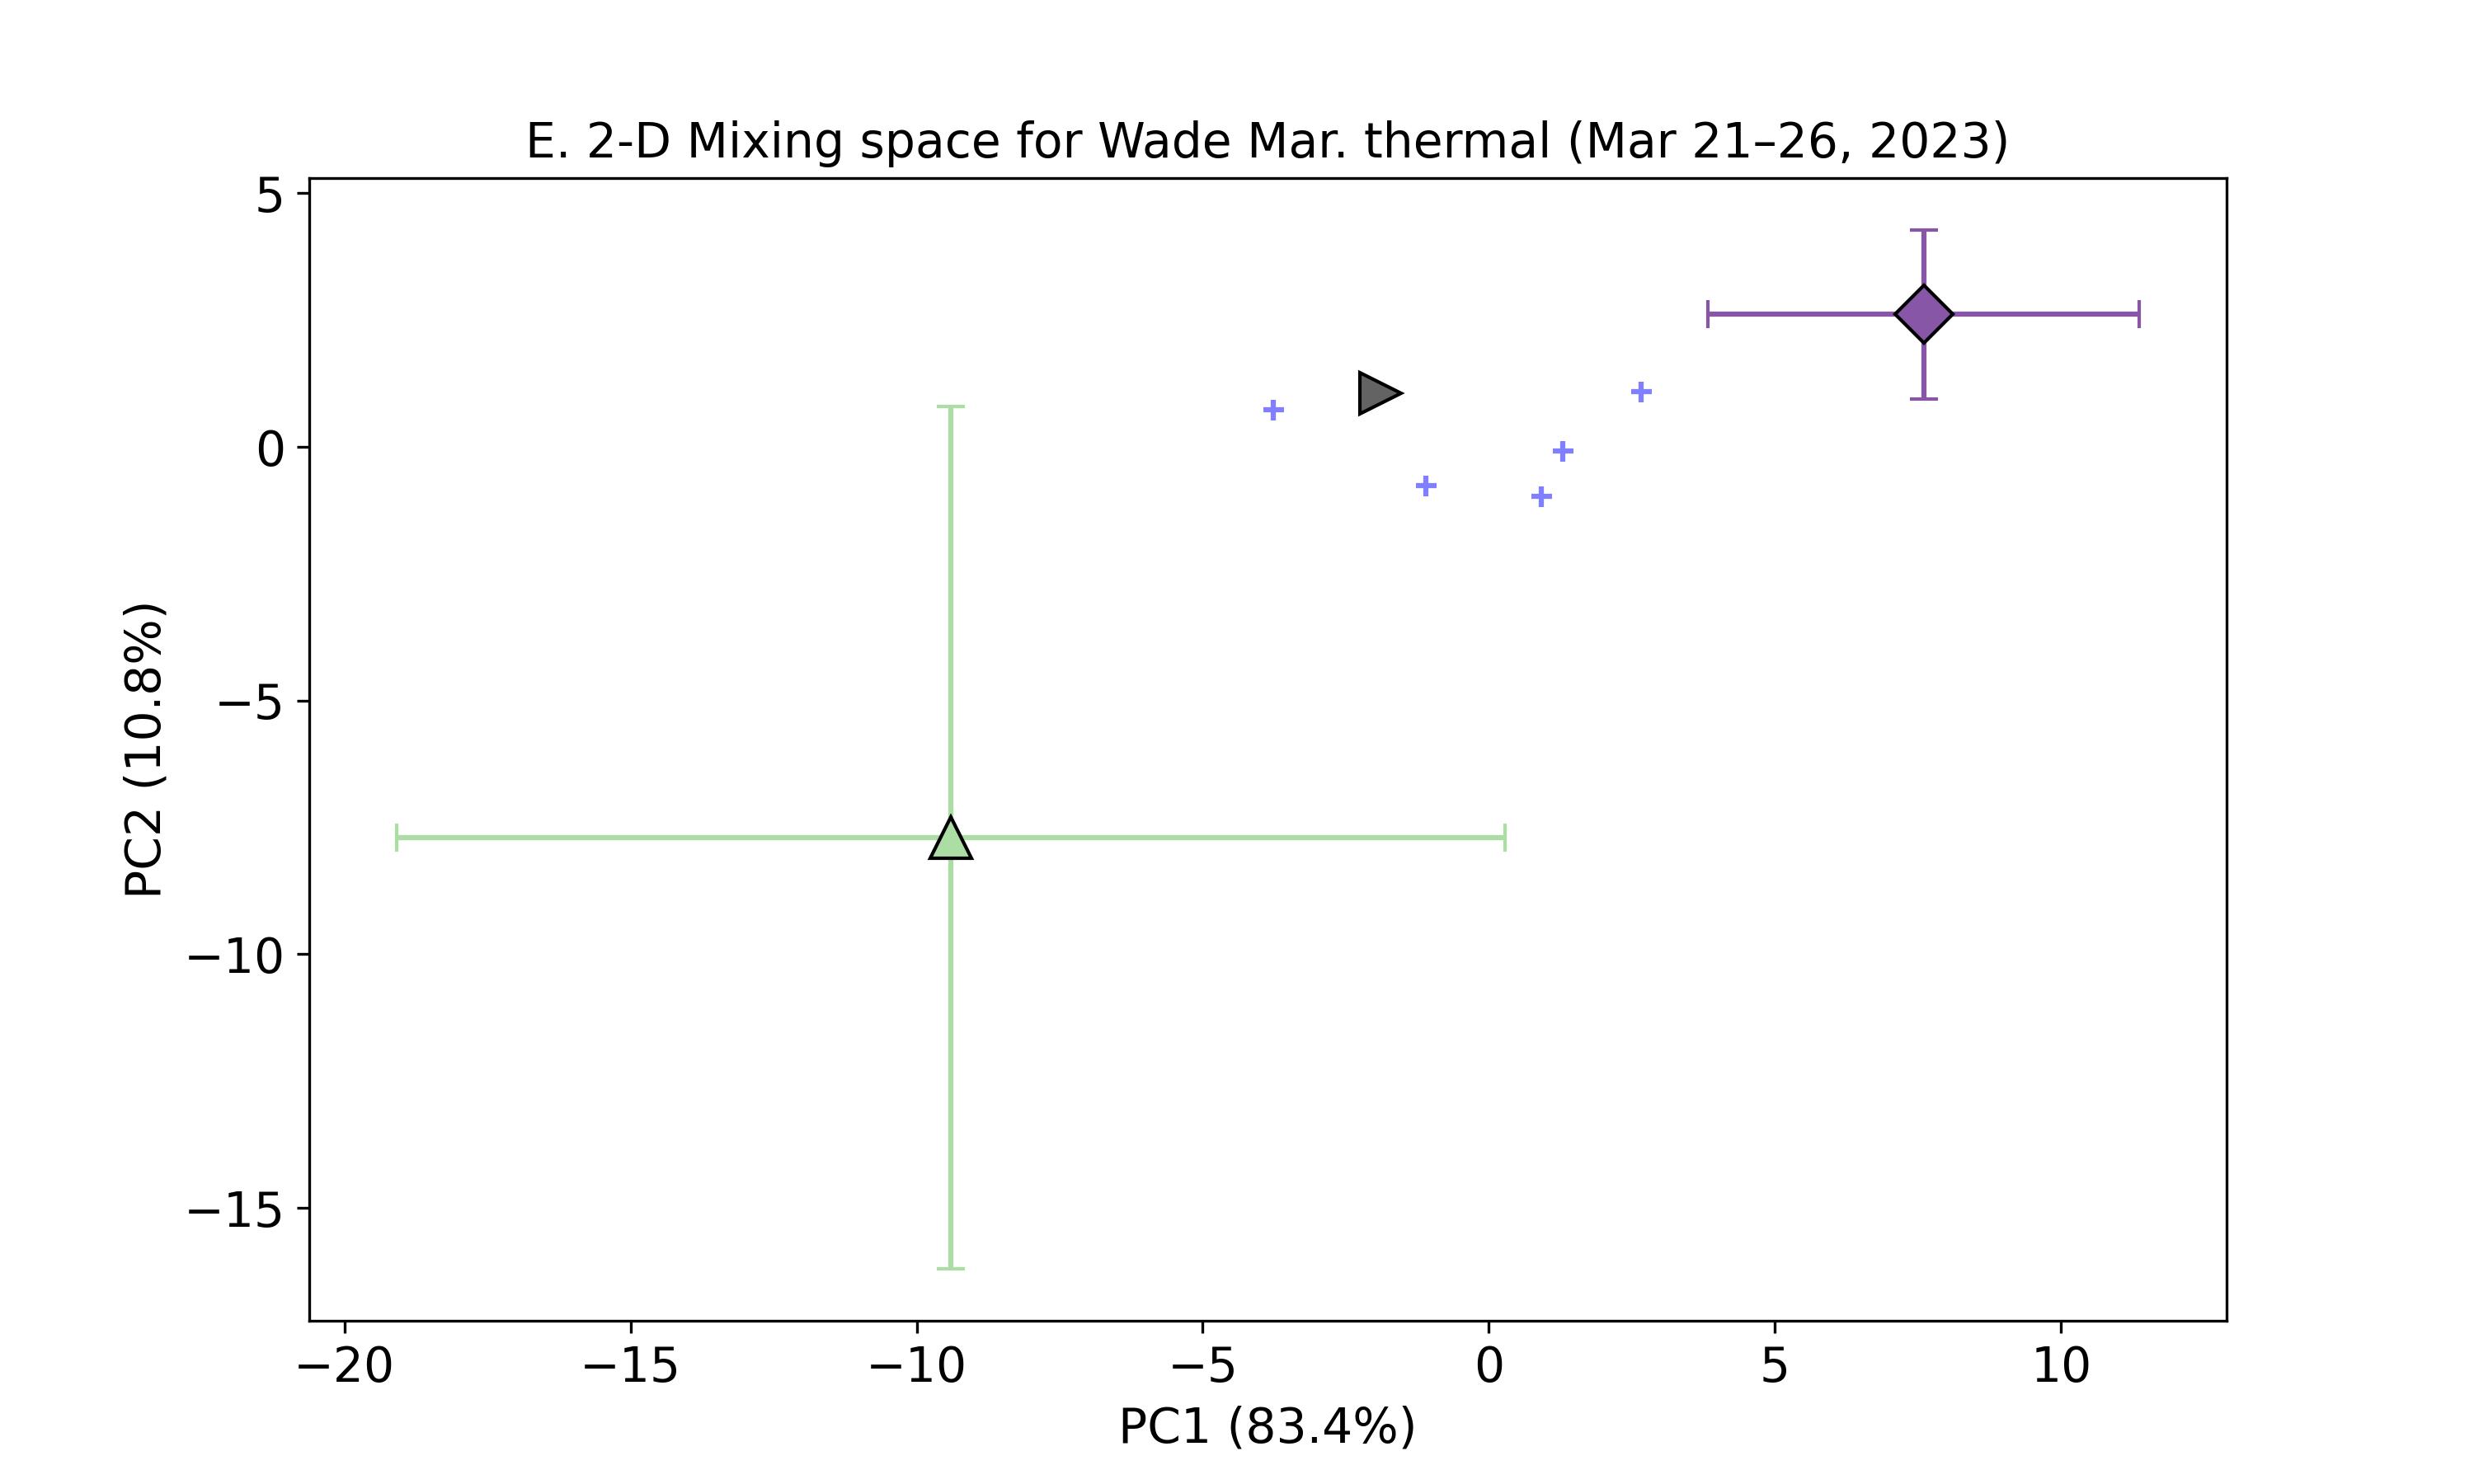 E. 2-D Mixing space for Wade Mar. thermal (Mar 21–26, 2023)
5
0
−5
−10
−15
PC2 (10.8%)
−20 −15 −10 −5 0 5 10
PC1 (83.4%)